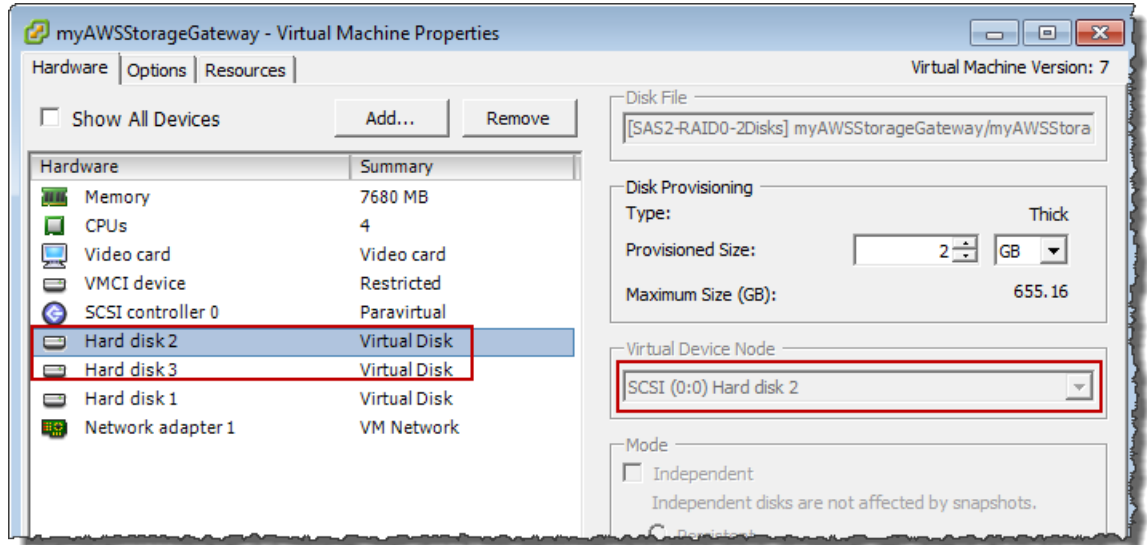 myAWSStorageGateway - Virtual Machine Properties
Hardware Options Resources
Virtual Machine Version: 7
Show All Devices
Add...
Remove
Hardware Summary
Memory 7680 MB
CPUs 4
Video card Video card
VMCI device Restricted
SCSI controller 0 Paravirtual
Hard disk 2 Virtual Disk
Hard disk 3 Virtual Disk
Hard disk 1 Virtual Disk
Network adapter 1 VM Network
Disk File
[SAS2-RAID0-2Disks] myAWSStorageGateway/myAWSStora
Disk Provisioning
Type: Thick
Provisioned Size: 2 GB
Maximum Size (GB): 655.16
Virtual Device Node
SCSI (0:0) Hard disk 2
Mode
Independent
Independent disks are not affected by snapshots.